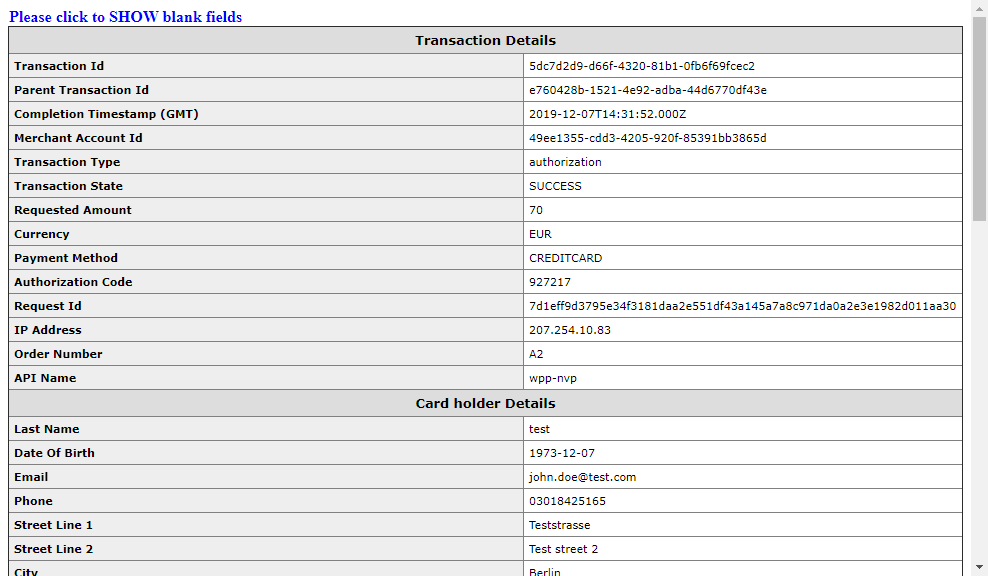 Please click to SHOW blank fields
Transaction Details
Transaction Id 5dc7d2d9-d66f-4320-81b1-0fb6f69fcec2
Parent Transaction Id e760428b-1521-4e92-adba-44d6770df43e
Completion Timestamp (GMT) 2019-12-07T14:31:52.000Z
Merchant Account Id 49ee1355-cdd3-4205-920f-85391bb3865d
Transaction Type authorization
Transaction State SUCCESS
Requested Amount 70
Currency EUR
Payment Method CREDITCARD
Authorization Code 927217
Request Id 7d1eff9d3795e34f3181daa2e551df43a145a7a8c971da0a2e3e1982d011aa30
IP Address 207.254.10.83
Order Number A2
API Name wpp-nvp
Card holder Details
Last Name test
Date Of Birth 1973-12-07
Email john.doe@test.com
Phone 03018425165
Street Line 1 Teststrasse
Street Line 2 Test street 2
City Berlin